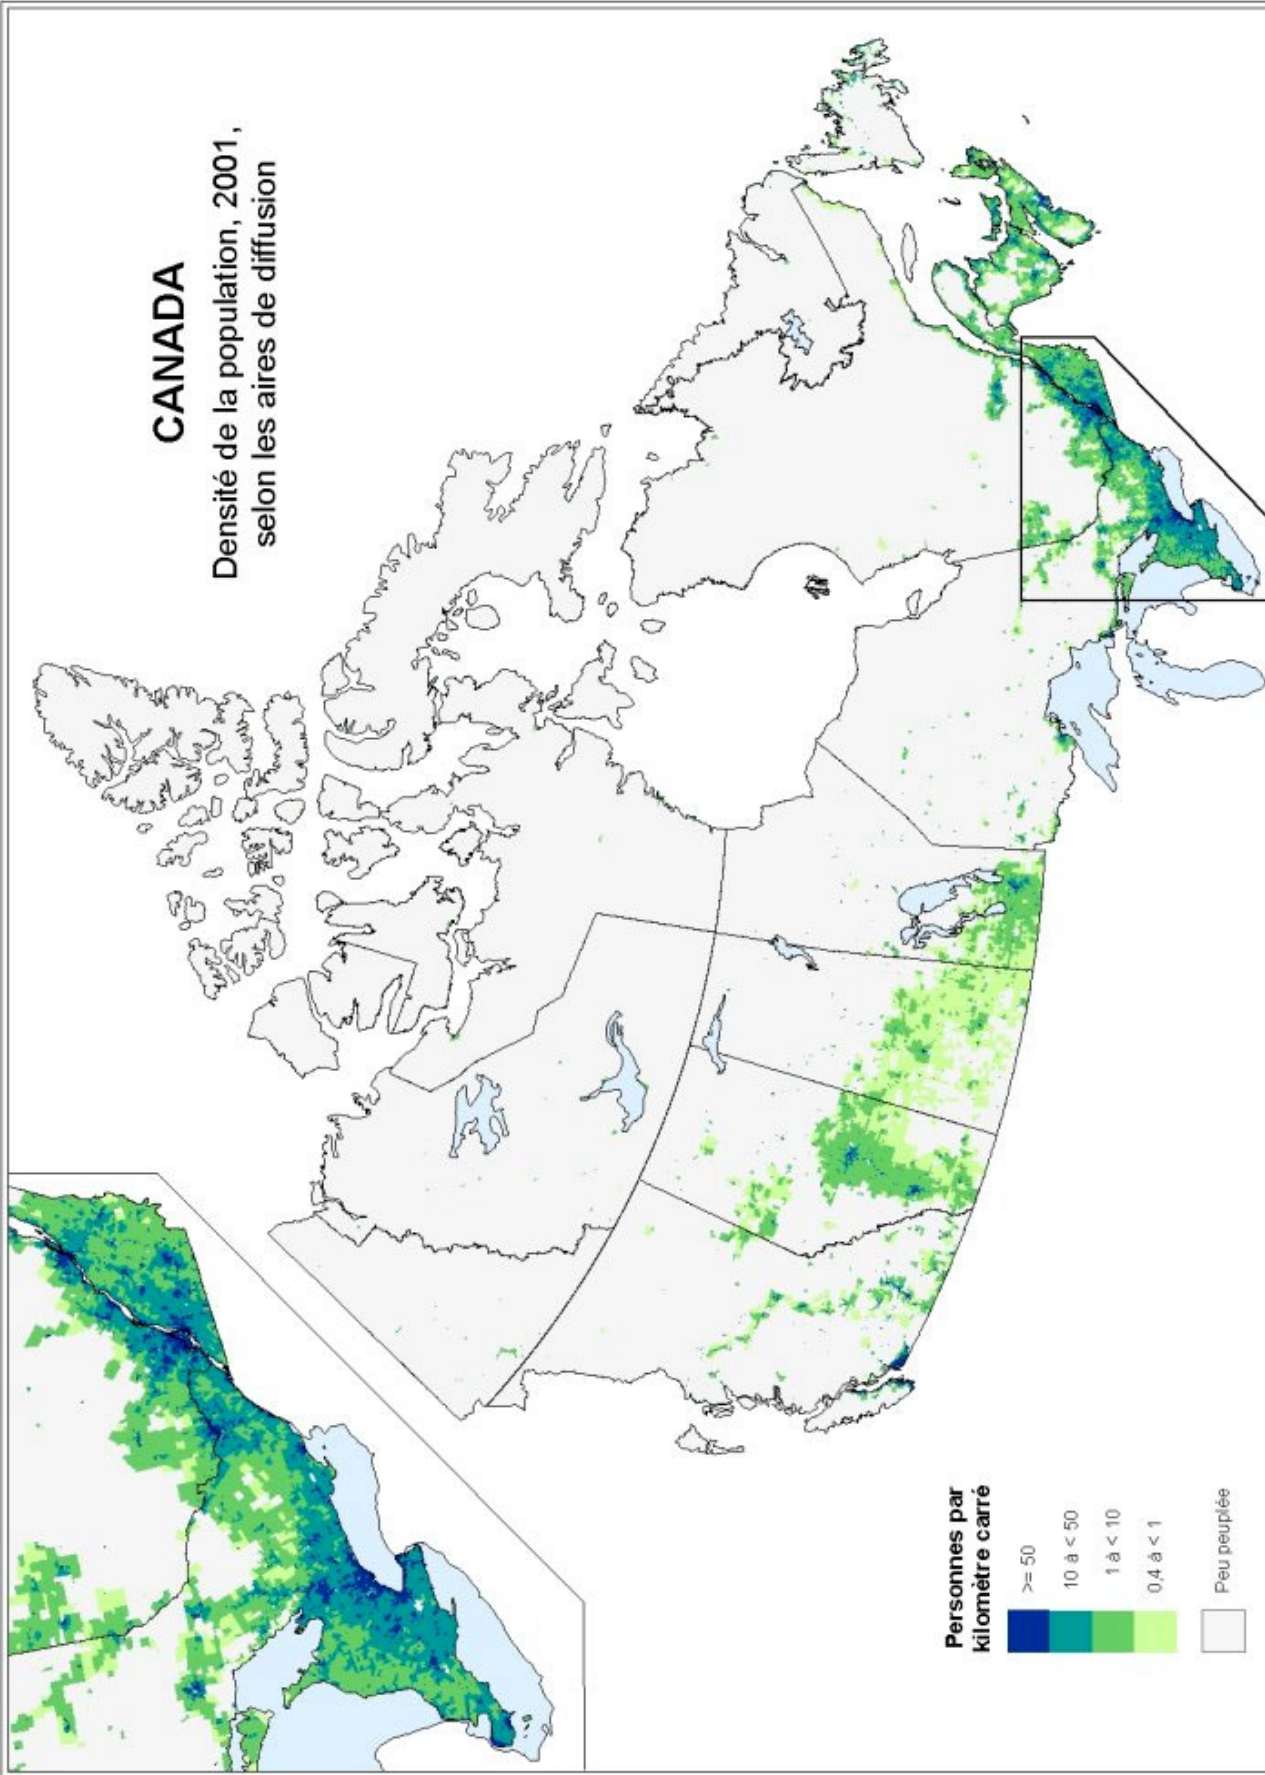 CANADA
Densité de la population, 2001,
selon les aires de diffusion
Personnes par
kilomètre carré
>= 50
10 à < 50
1 à < 10
0,4 à < 1
Peu peuplée